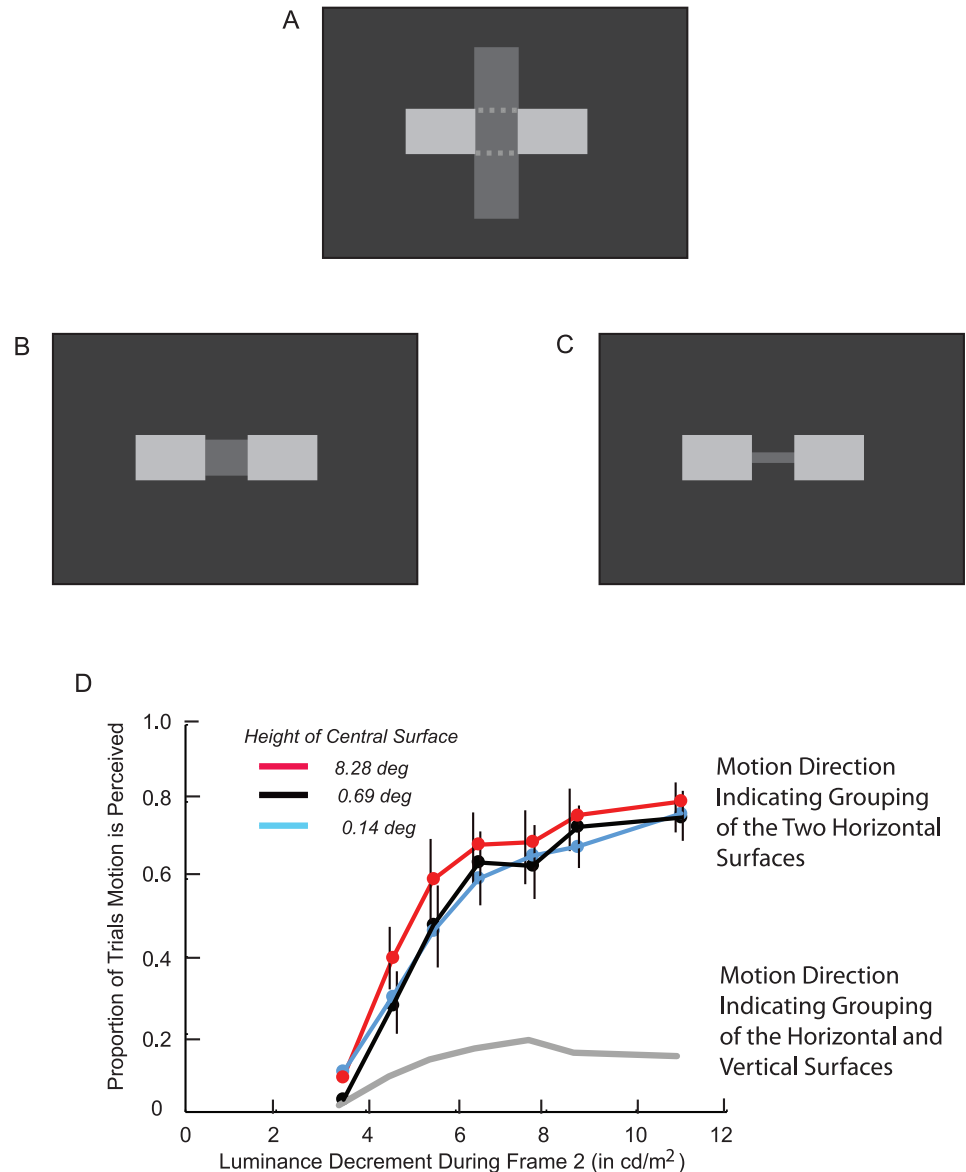 A
B
C
D
Proportion of Trials Motion is Perceived
1.0
0.8
0.6
0.4
0.2
0
Height of Central Surface
8.28 deg
0.69 deg
0.14 deg
Motion Direction
Indicating Grouping
of the Two Horizontal
Surfaces
Motion Direction
Indicating Grouping
of the Horizontal and
Vertical Surfaces
0 2 4 6 8 10 12
Luminance Decrement During Frame 2 (in cd/m²)